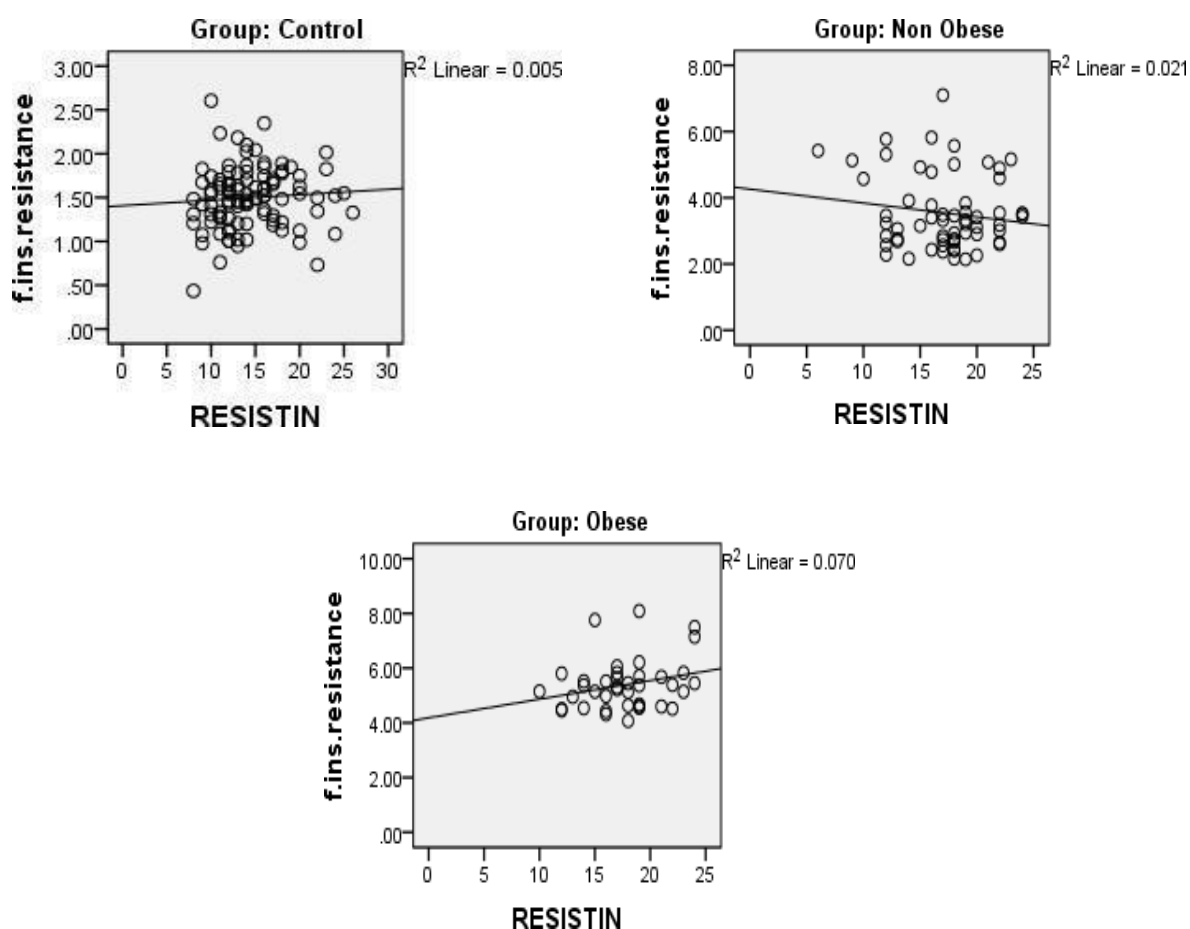 Group: Control
R² Linear = 0.005
3.00
2.50
2.00
1.50
1.00
.50
.00
f.ins.resistance
0 5 10 15 20 25 30
RESISTIN
Group: Non Obese
R² Linear = 0.021
8.00
6.00
4.00
2.00
.00
f.ins.resistance
0 5 10 15 20 25
RESISTIN
Group: Obese
R² Linear = 0.070
10.00
8.00
6.00
4.00
2.00
.00
f.ins.resistance
0 5 10 15 20 25
RESISTIN